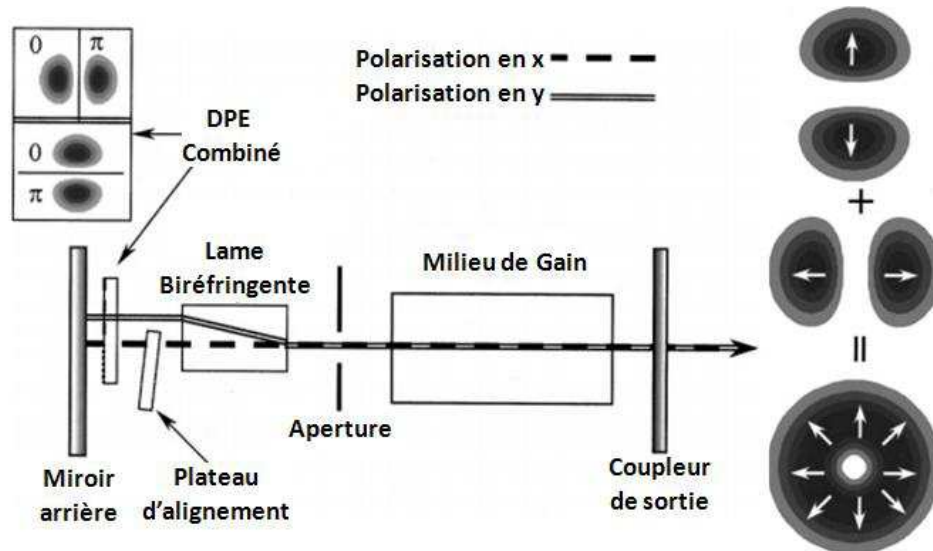 0 π
0
π
DPE
Combiné
Polarisation en x
Polarisation en y
Lame
Biréfringente
Milieu de Gain
Aperture
Miroir
arrière
Plateau
d'alignement
Coupleur
de sortie
+
=